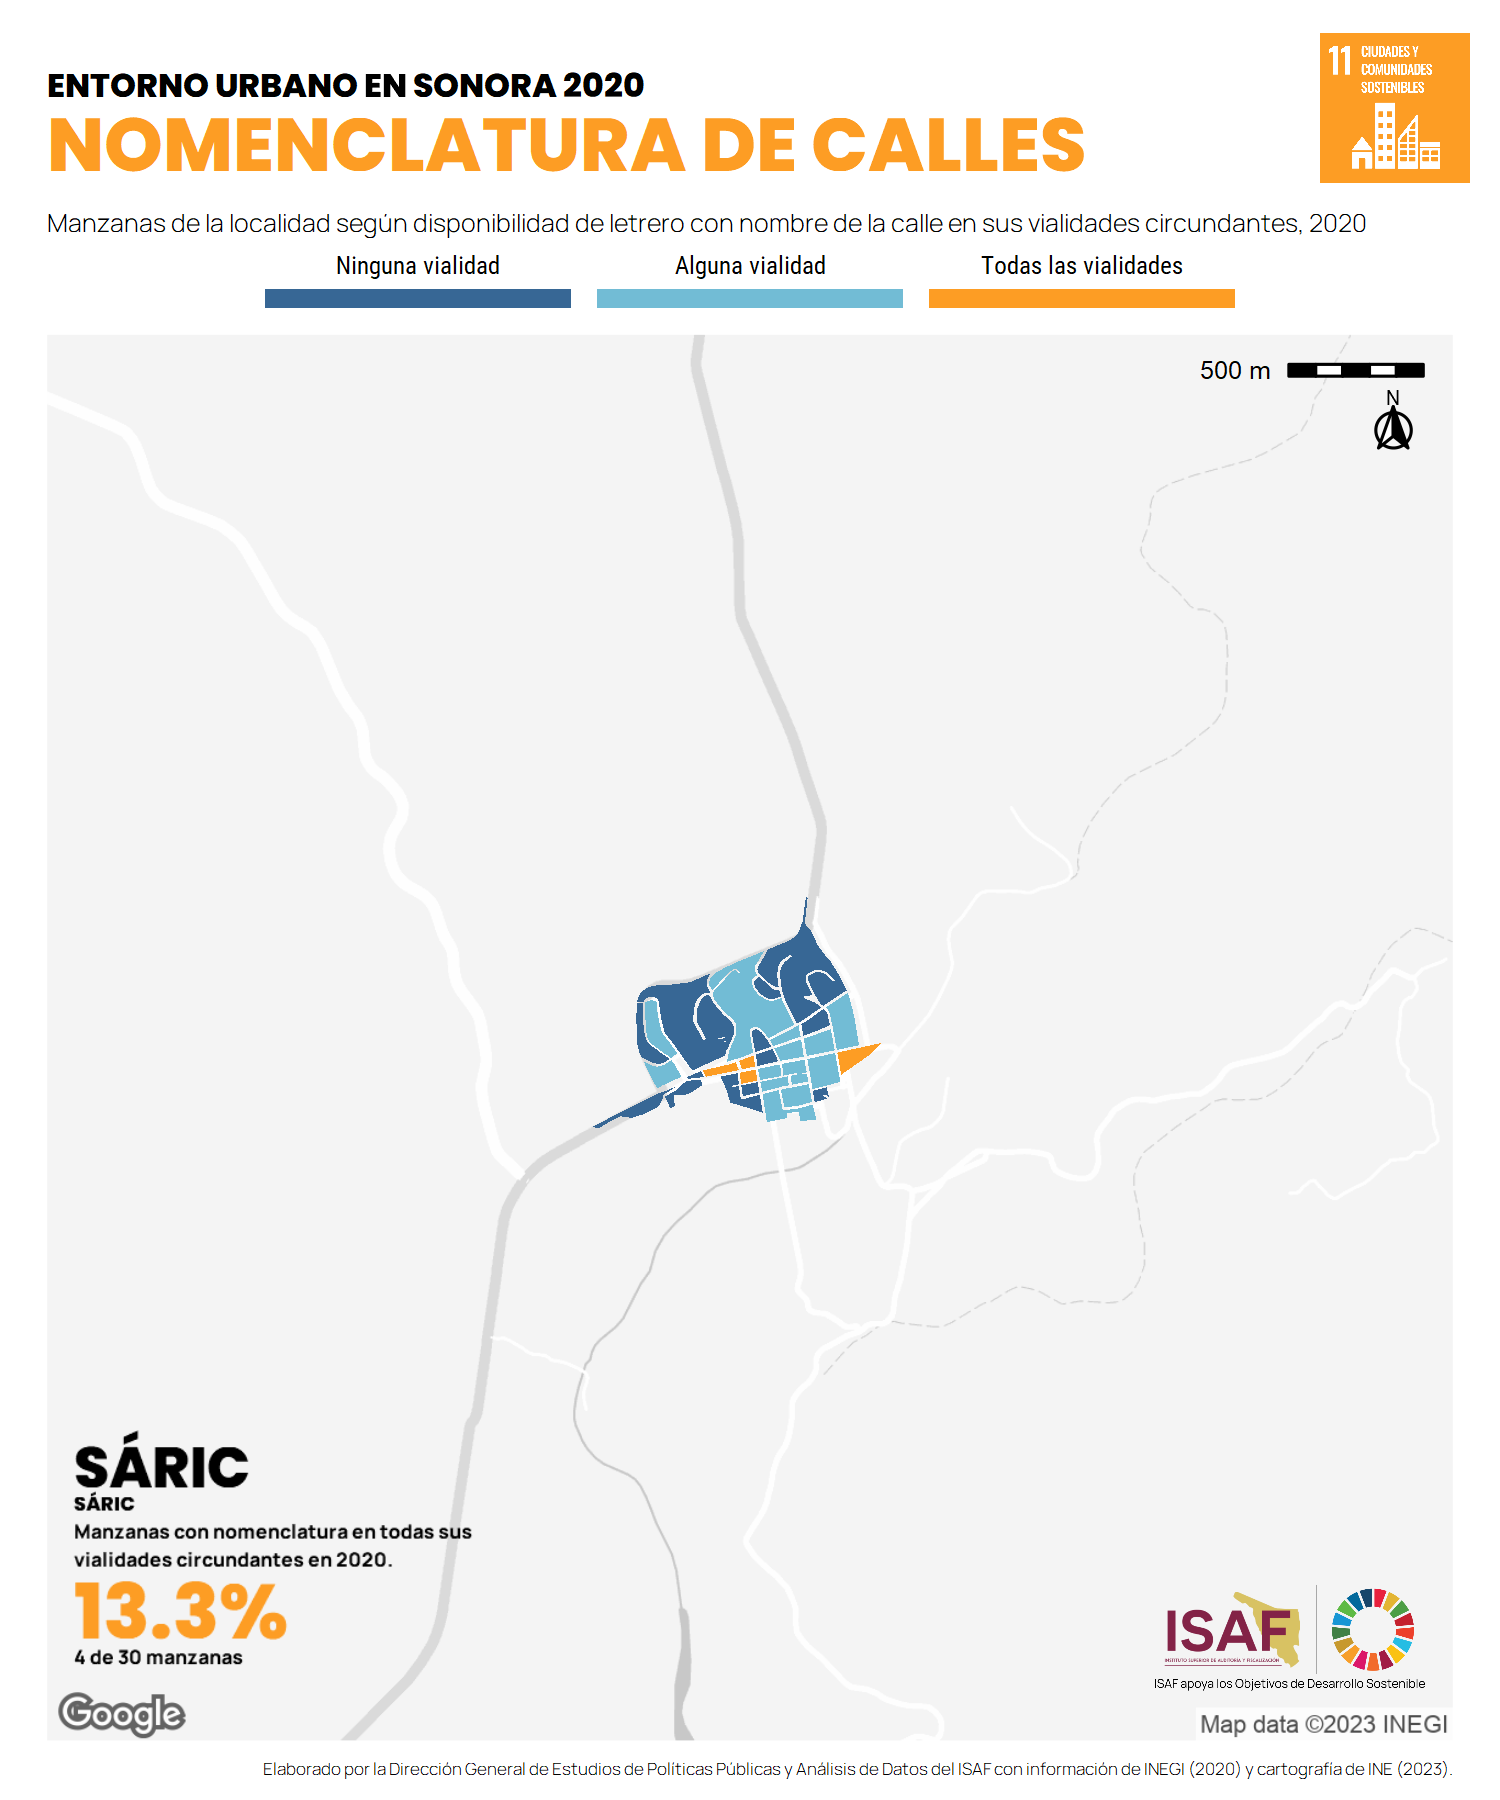 ENTORNO URBANO EN SONORA 2020
NOMENCLATURA DE CALLES
11 CIUDADES Y
COMUNIDADES
SOSTENIBLES
Manzanas de la localidad según disponibilidad de letrero con nombre de la calle en sus vialidades circundantes, 2020
Ninguna vialidad Alguna vialidad Todas las vialidades
500 m
N
SÁRIC
SÁRIC
Manzanas con nomenclatura en todas sus
vialidades circundantes en 2020.
13.3%
4 de 30 manzanas
Google
ISAF
INSTITUTO SUPERIOR DE AUDITORÍA Y FISCALIZACIÓN
ISAF apoya los Objetivos de Desarrollo Sostenible
Map data ©2023 INEGI
Elaborado por la Dirección General de Estudios de Políticas Públicas y Análisis de Datos del ISAF con información de INEGI (2020) y cartografía de INE (2023).